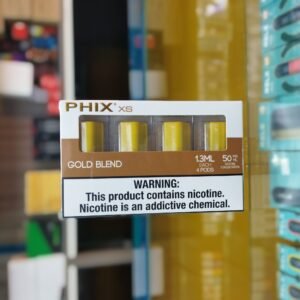 PHIX XS
GOLD BLEND
1.3ML
EACH
4 PODS
50
WARNING:
This product contains nicotine.
Nicotine is an addictive chemical.